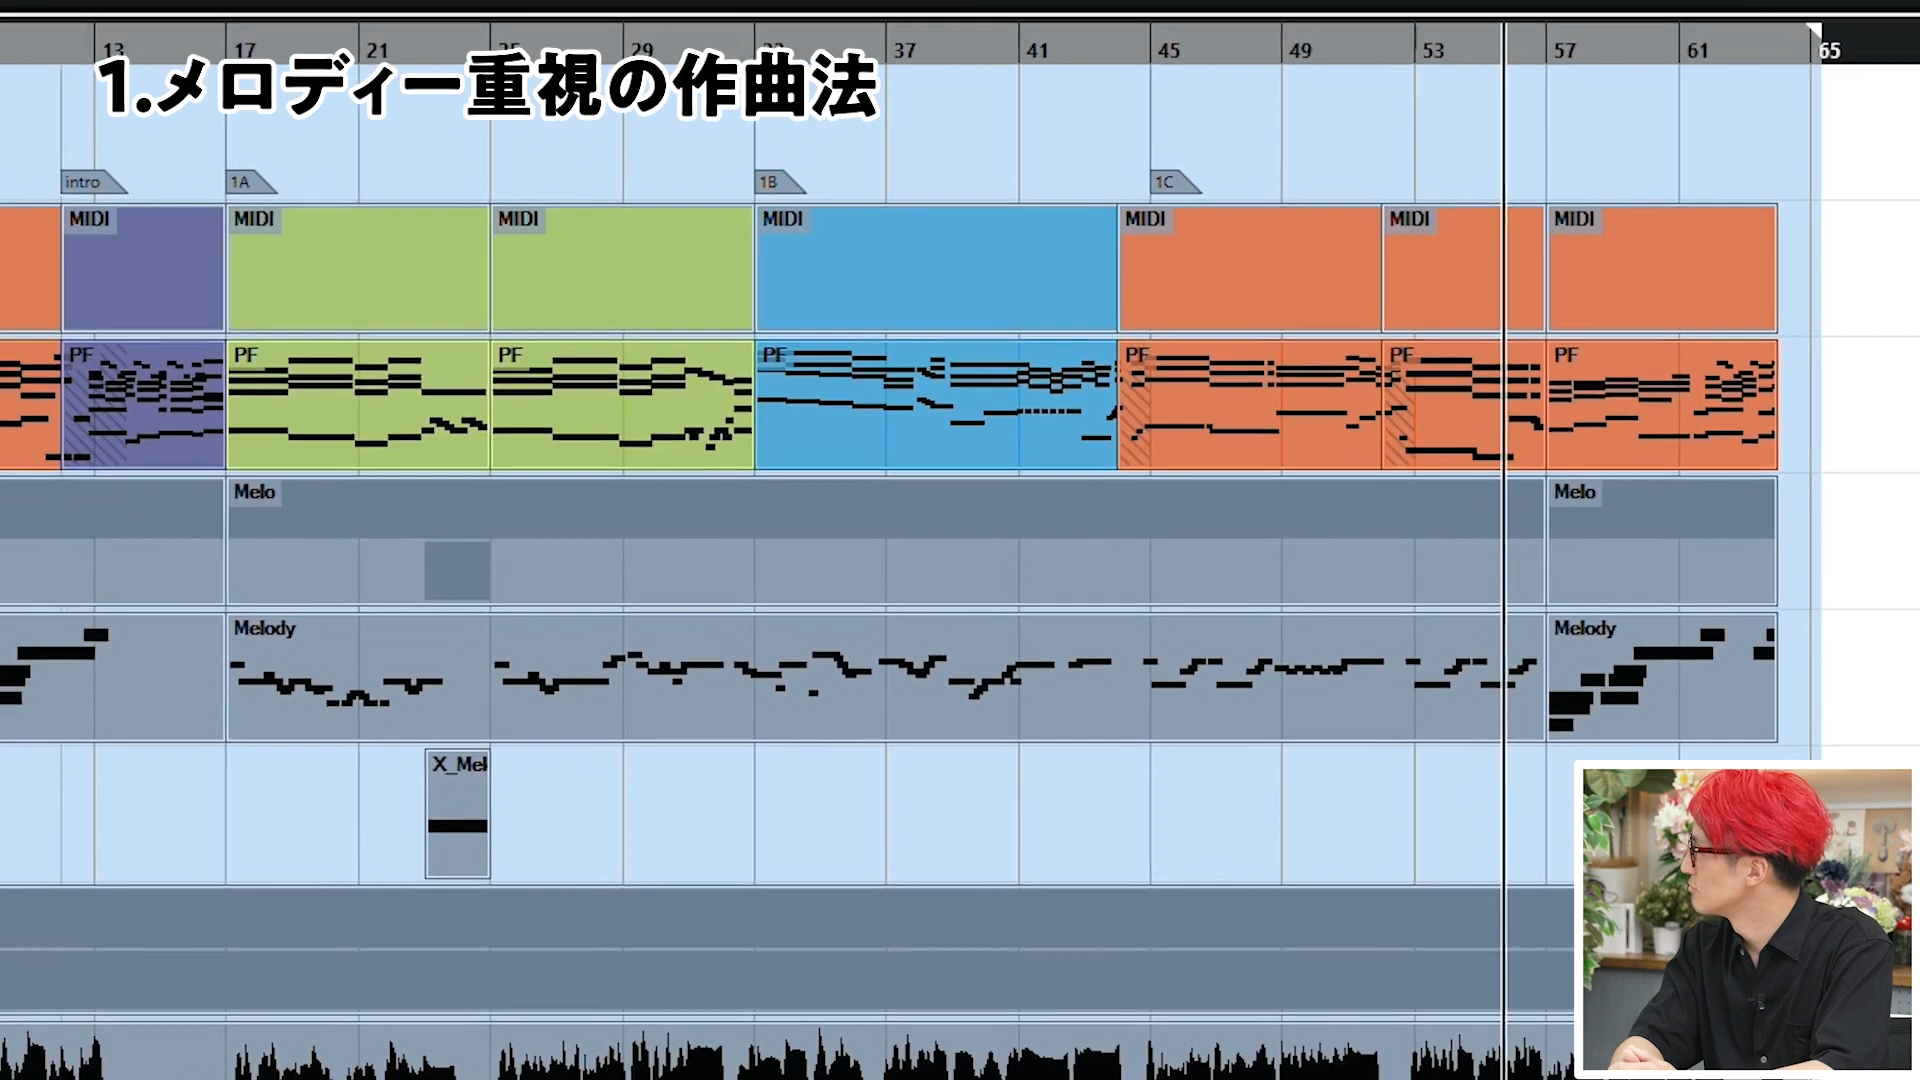 13 17 21 25 29 33 37 41 45 49 53 57 61 65
1.メロディー重視の作曲法
intro 1A 1B 1C
MIDI MIDI MIDI MIDI MIDI MIDI MIDI
PF PF PF PF PF PF PF
Melo Melo
Melody Melody
X_Mel